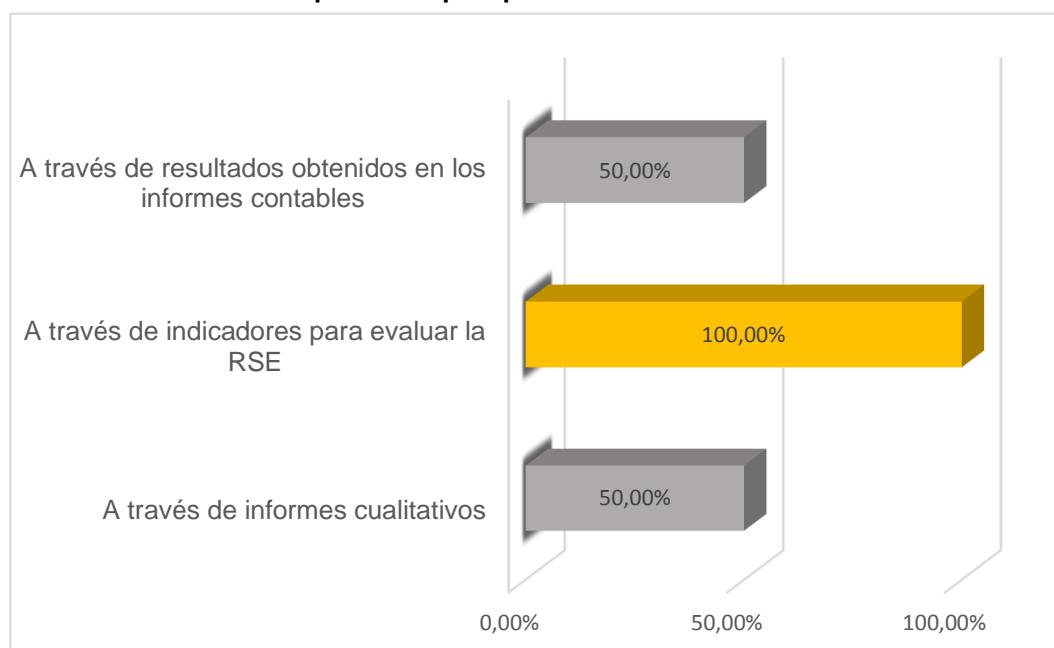 A través de resultados obtenidos en los
informes contables
50,00%
A través de indicadores para evaluar la
RSE
100,00%
A través de informes cualitativos
50,00%
0,00%
50,00%
100,00%